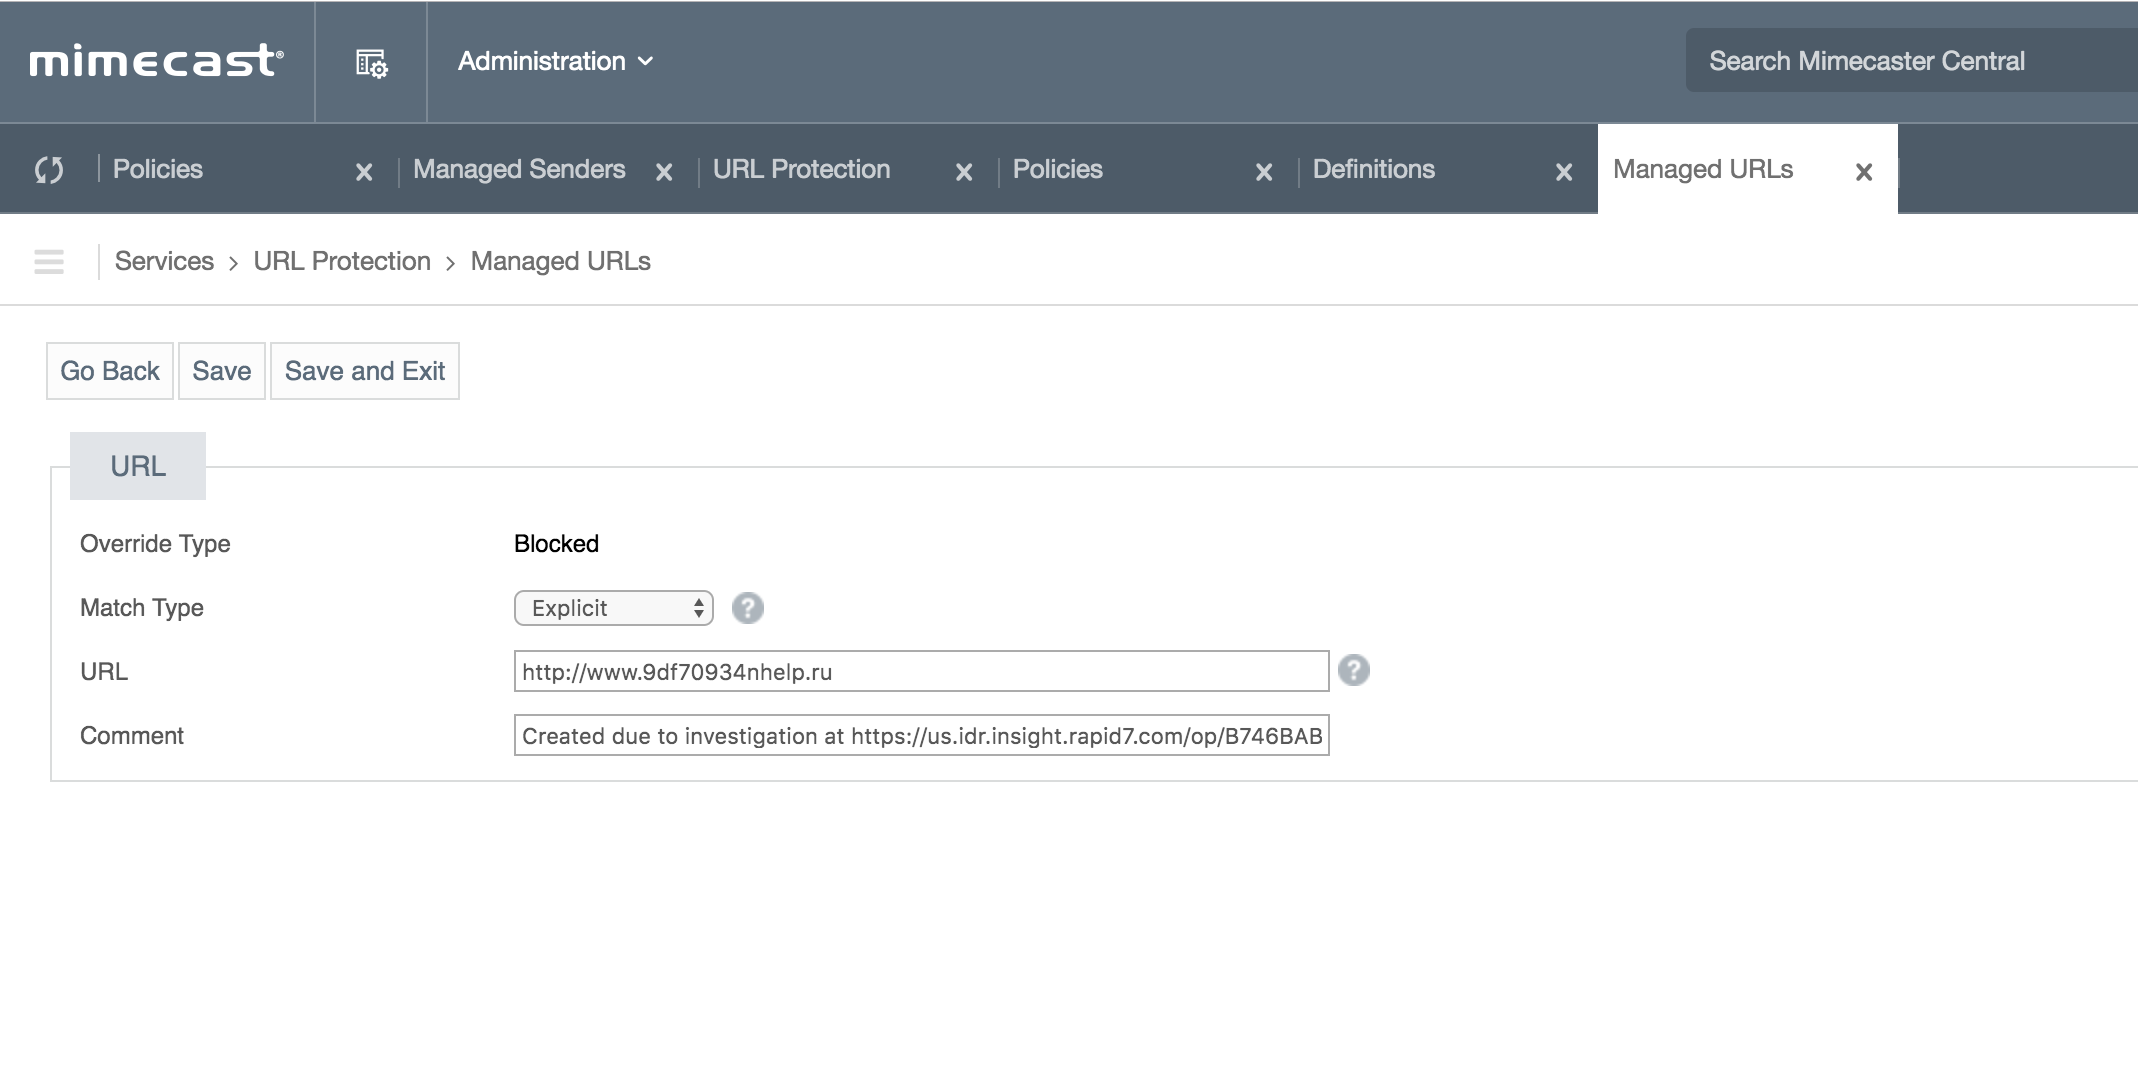 mimecast®
Administration
Search Mimecaster Central
Policies
Managed Senders
URL Protection
Policies
Definitions
Managed URLs
Services > URL Protection > Managed URLs
Go Back
Save
Save and Exit
URL
Override Type
Blocked
Match Type
Explicit
?
URL
http://www.9df70934nhelp.ru
?
Comment
Created due to investigation at https://us.idr.insight.rapid7.com/op/B746BAB